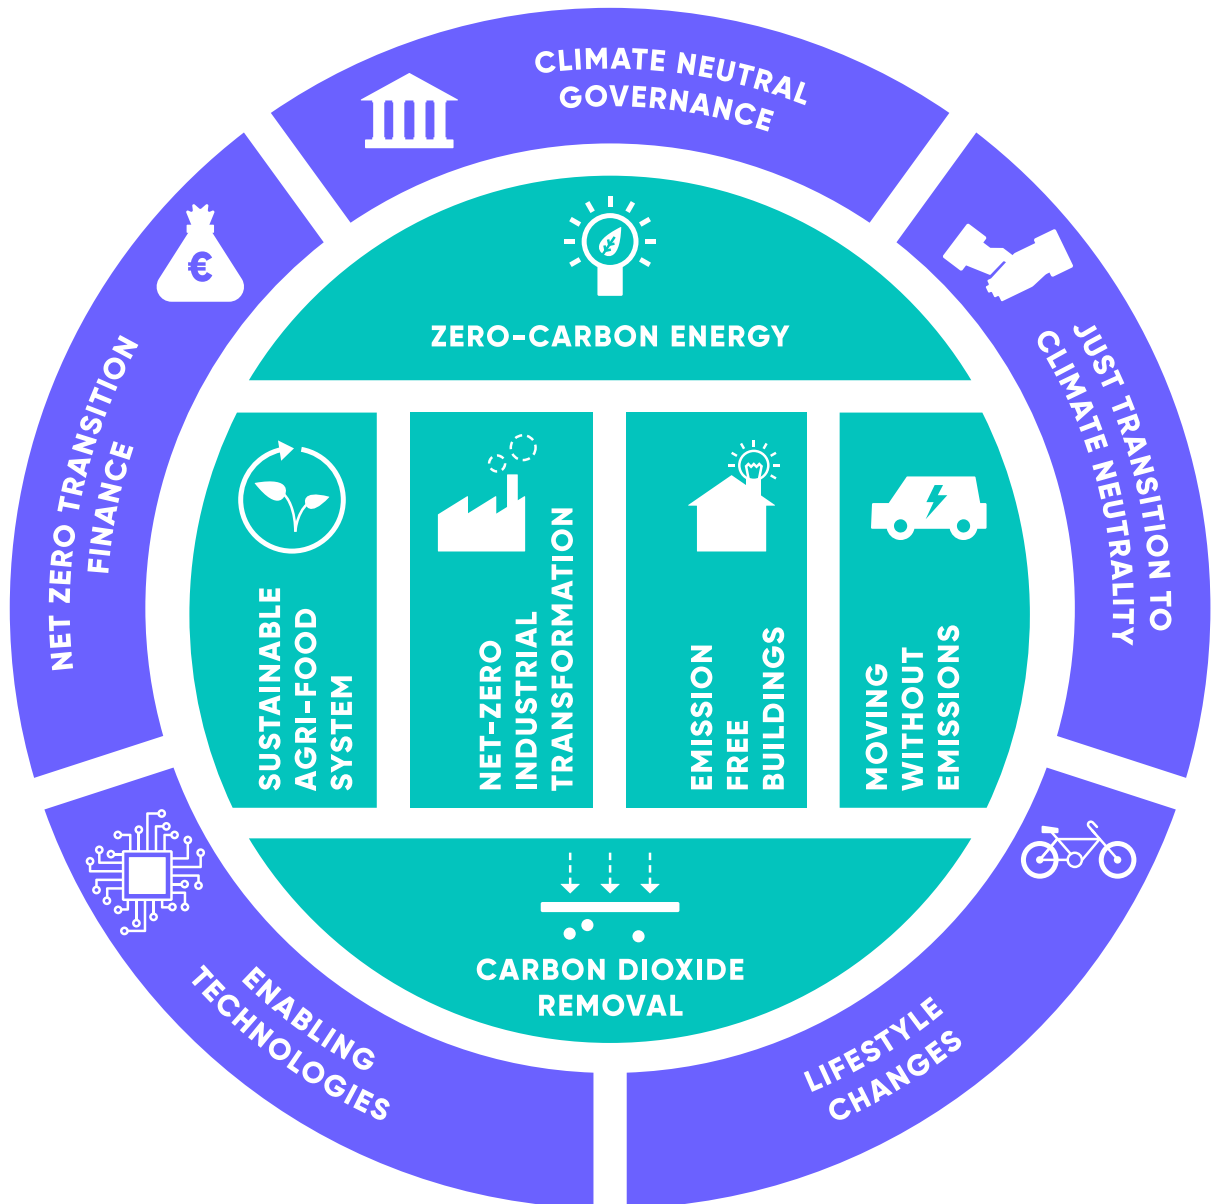 CLIMATE NEUTRAL
GOVERNANCE
JUST TRANSITION TO
CLIMATE NEUTRALITY
LIFESTYLE
CHANGES
ENABLING
TECHNOLOGIES
NET ZERO TRANSITION
FINANCE
€
ZERO-CARBON ENERGY
SUSTAINABLE
AGRI-FOOD
SYSTEM
NET-ZERO
INDUSTRIAL
TRANSFORMATION
EMISSION
FREE
BUILDINGS
MOVING
WITHOUT
EMISSIONS
CARBON DIOXIDE
REMOVAL